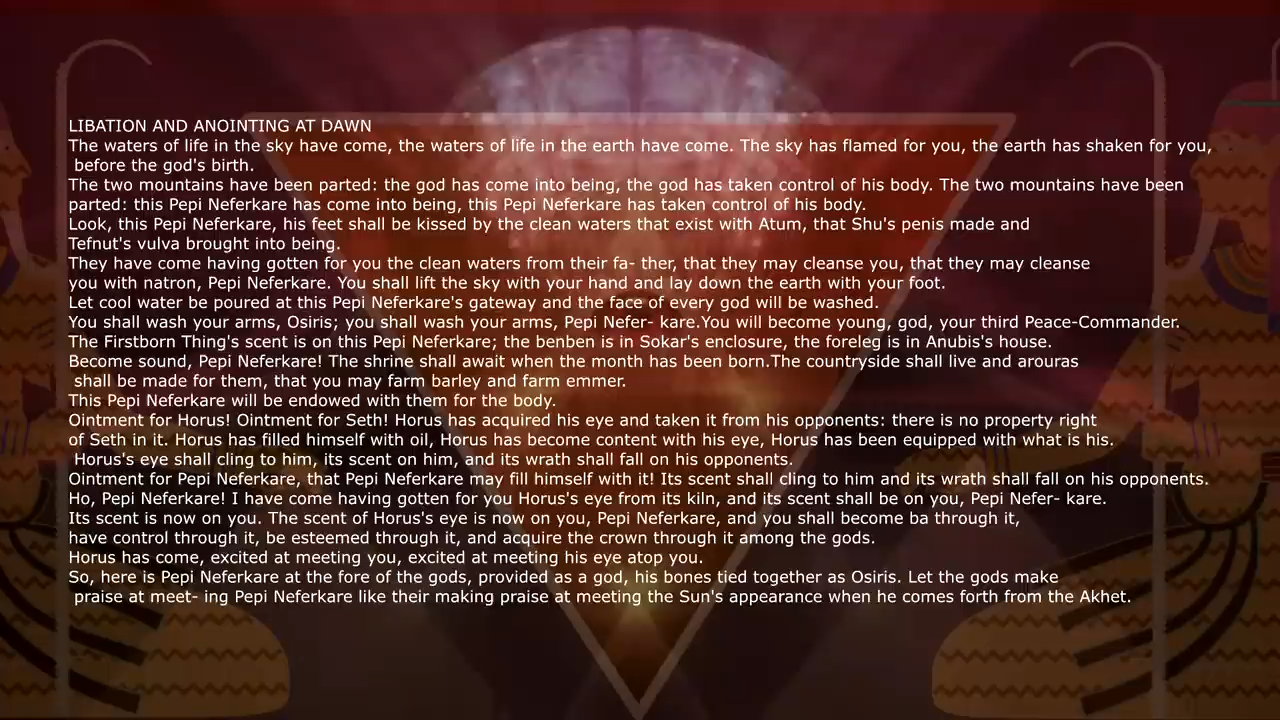 LIBATION AND ANOINTING AT DAWN
The waters of life in the sky have come, the waters of life in the earth have come. The sky has flamed for you, the earth has shaken for you,
before the god's birth.
The two mountains have been parted: the god has come into being, the god has taken control of his body. The two mountains have been
parted: this Pepi Neferkare has come into being, this Pepi Neferkare has taken control of his body.
Look, this Pepi Neferkare, his feet shall be kissed by the clean waters that exist with Atum, that Shu's penis made and
Tefnut's vulva brought into being.
They have come having gotten for you the clean waters from their fa- ther, that they may cleanse you, that they may cleanse
you with natron, Pepi Neferkare. You shall lift the sky with your hand and lay down the earth with your foot.
Let cool water be poured at this Pepi Neferkare's gateway and the face of every god will be washed.
You shall wash your arms, Osiris; you shall wash your arms, Pepi Nefer- kare.You will become young, god, your third Peace-Commander.
The Firstborn Thing's scent is on this Pepi Neferkare; the benben is in Sokar's enclosure, the foreleg is in Anubis's house.
Become sound, Pepi Neferkare! The shrine shall await when the month has been born.The countryside shall live and arouras
shall be made for them, that you may farm barley and farm emmer.
This Pepi Neferkare will be endowed with them for the body.
Ointment for Horus! Ointment for Seth! Horus has acquired his eye and taken it from his opponents: there is no property right
of Seth in it. Horus has filled himself with oil, Horus has become content with his eye, Horus has been equipped with what is his.
Horus's eye shall cling to him, its scent on him, and its wrath shall fall on his opponents.
Ointment for Pepi Neferkare, that Pepi Neferkare may fill himself with it! Its scent shall cling to him and its wrath shall fall on his opponents.
Ho, Pepi Neferkare! I have come having gotten for you Horus's eye from its kiln, and its scent shall be on you, Pepi Nefer- kare.
Its scent is now on you. The scent of Horus's eye is now on you, Pepi Neferkare, and you shall become ba through it,
have control through it, be esteemed through it, and acquire the crown through it among the gods.
Horus has come, excited at meeting you, excited at meeting his eye atop you.
So, here is Pepi Neferkare at the fore of the gods, provided as a god, his bones tied together as Osiris. Let the gods make
praise at meet- ing Pepi Neferkare like their making praise at meeting the Sun's appearance when he comes forth from the Akhet.